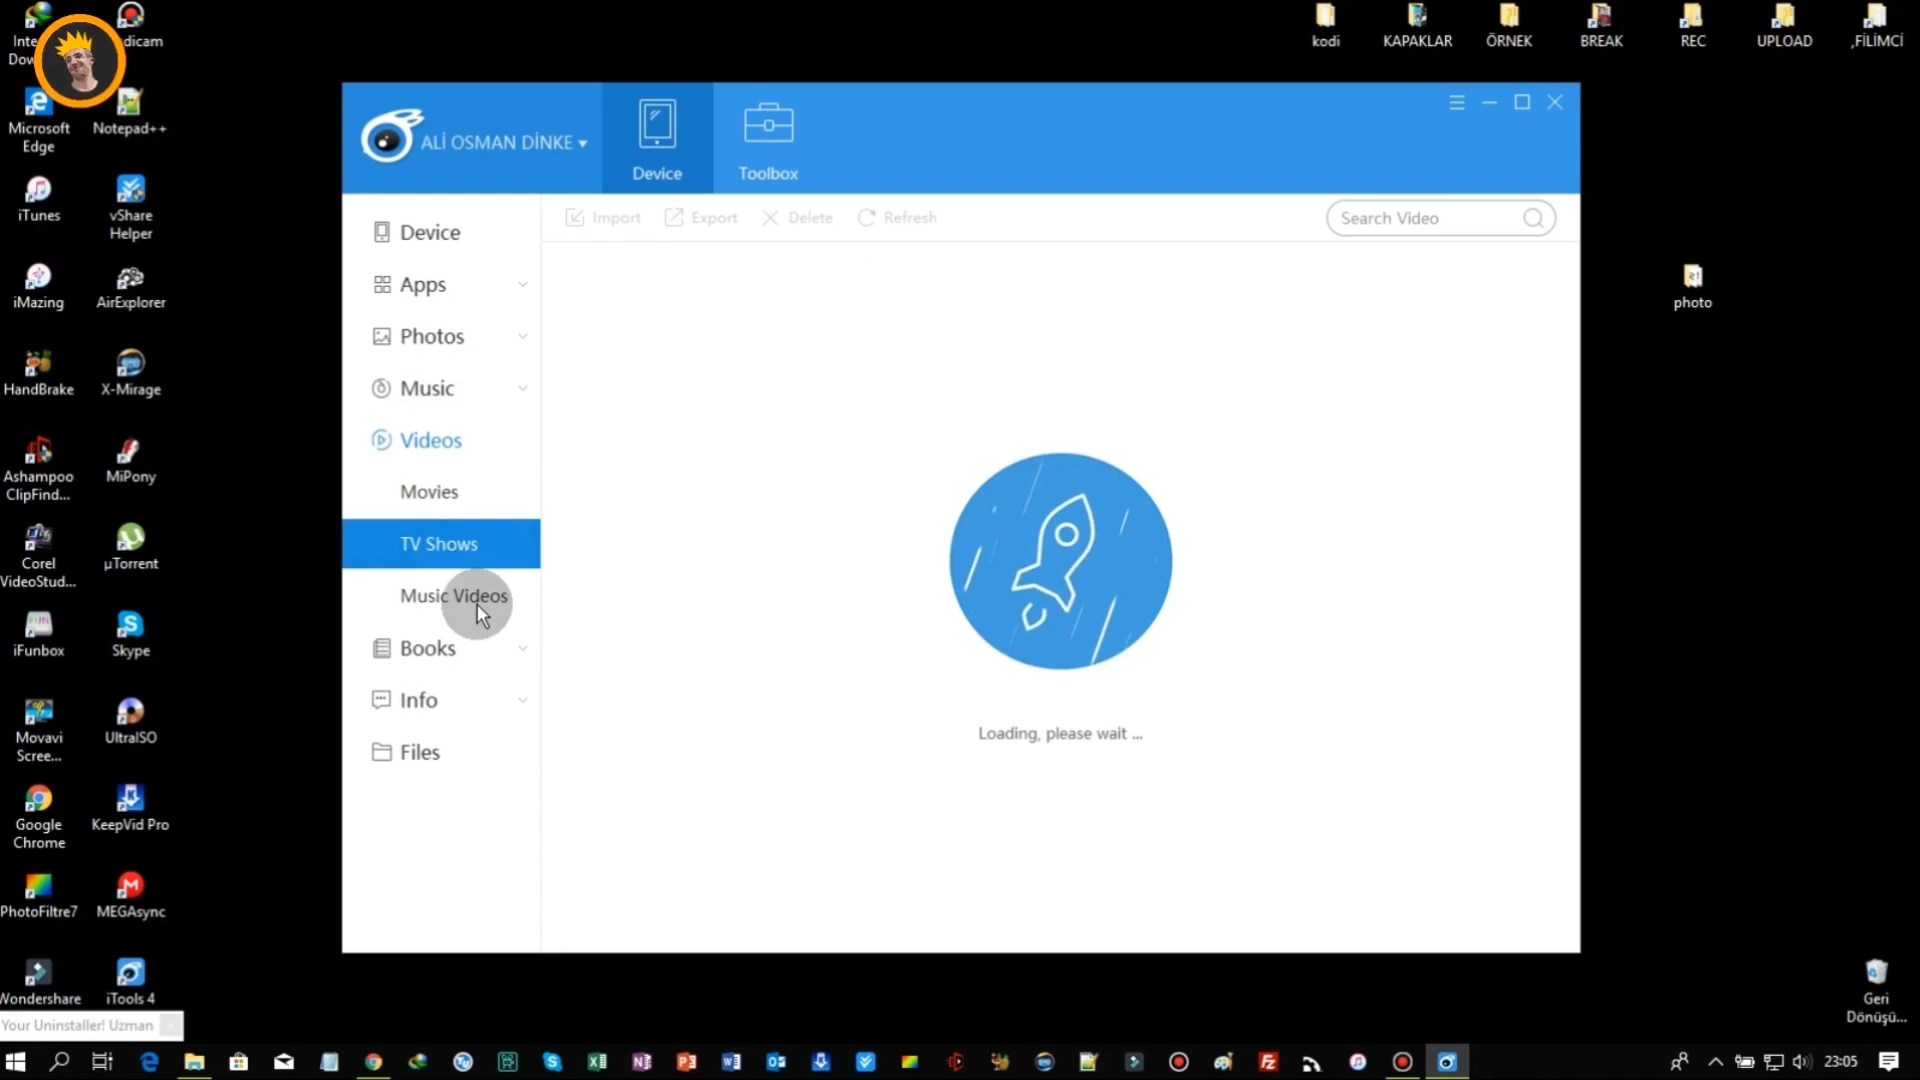 dicam
Microsoft
Edge
Notepad++
iTunes
vShare
Helper
iMazing
AirExplorer
HandBrake
X-Mirage
Ashampoo
ClipFind...
MiPony
Corel
VideoStud...
µTorrent
iFunbox
Skype
Movavi
Scree...
UltraISO
Google
Chrome
KeepVid Pro
PhotoFiltre7
MEGAsync
Wondershare
iTools 4
Your Uninstaller! Uzman
kodi
KAPAKLAR
ÖRNEK
BREAK
REC
UPLOAD
,FİLİMCİ
photo
Geri
Dönüşü...
ALİ OSMAN DİNKE
Device
Toolbox
Import
Export
Delete
Refresh
Search Video
Device
Apps
Photos
Music
Videos
Movies
TV Shows
Music Videos
Books
Info
Files
Loading, please wait ...
23:05